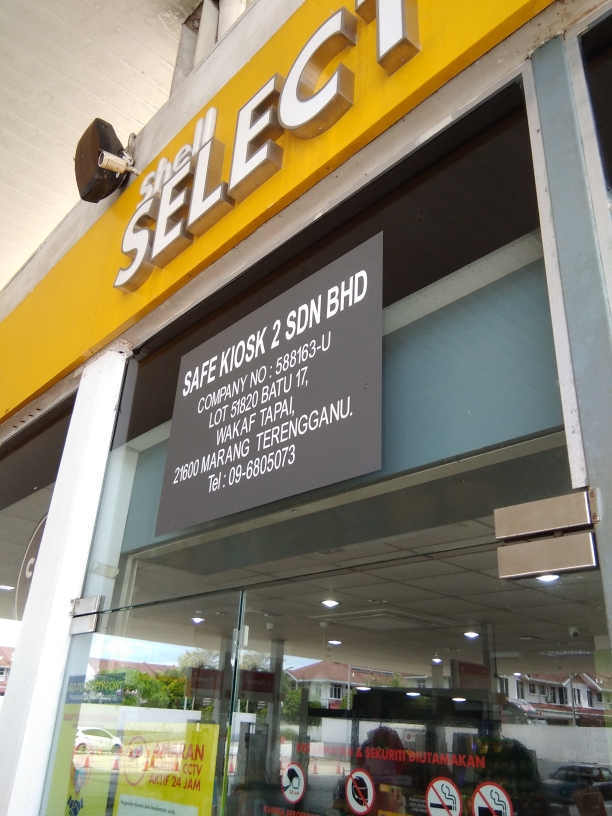 Shell
SELECT
SAFE KIOSK 2 SDN BHD
COMPANY NO : 588163-U
LOT 51820 BATU 17,
WAKAF TAPAI,
21600 MARANG TERENGGANU.
Tel : 09-6805073
CCTV
AKTIF 24 JAM
& SEKURITI DIUTAMAKAN